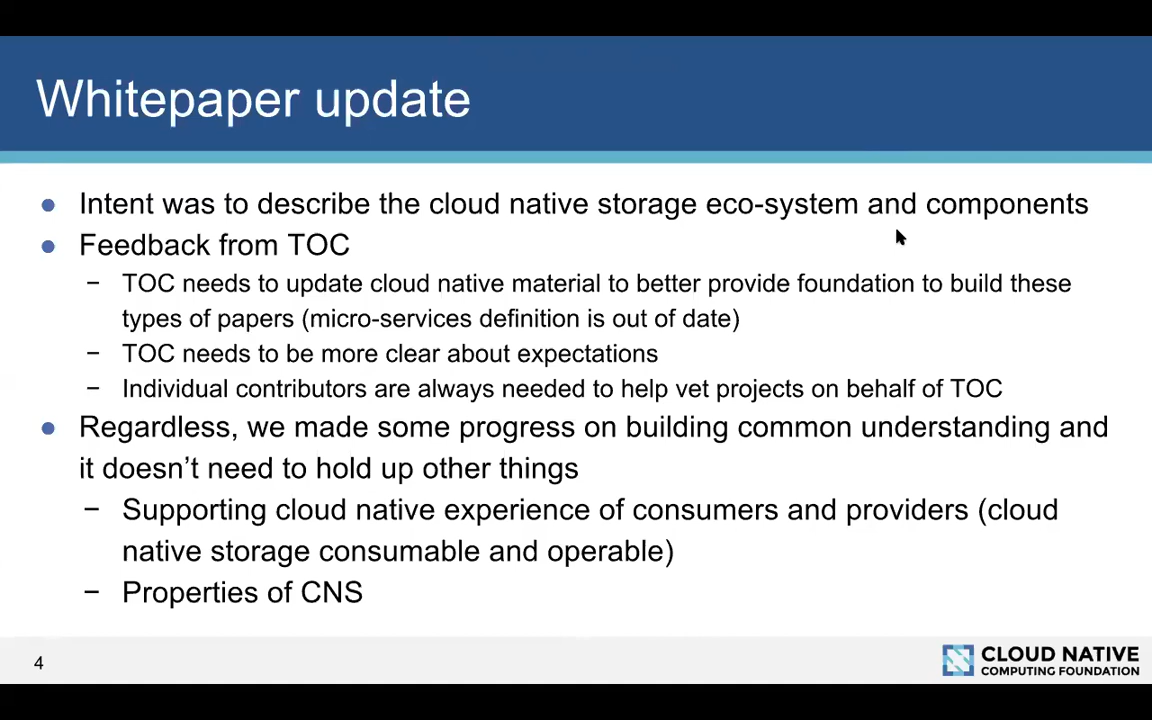 Whitepaper update
● Intent was to describe the cloud native storage eco-system and components
● Feedback from TOC
− TOC needs to update cloud native material to better provide foundation to build these
types of papers (micro-services definition is out of date)
− TOC needs to be more clear about expectations
− Individual contributors are always needed to help vet projects on behalf of TOC
● Regardless, we made some progress on building common understanding and
it doesn’t need to hold up other things
− Supporting cloud native experience of consumers and providers (cloud
native storage consumable and operable)
− Properties of CNS
4
CLOUD NATIVE
COMPUTING FOUNDATION